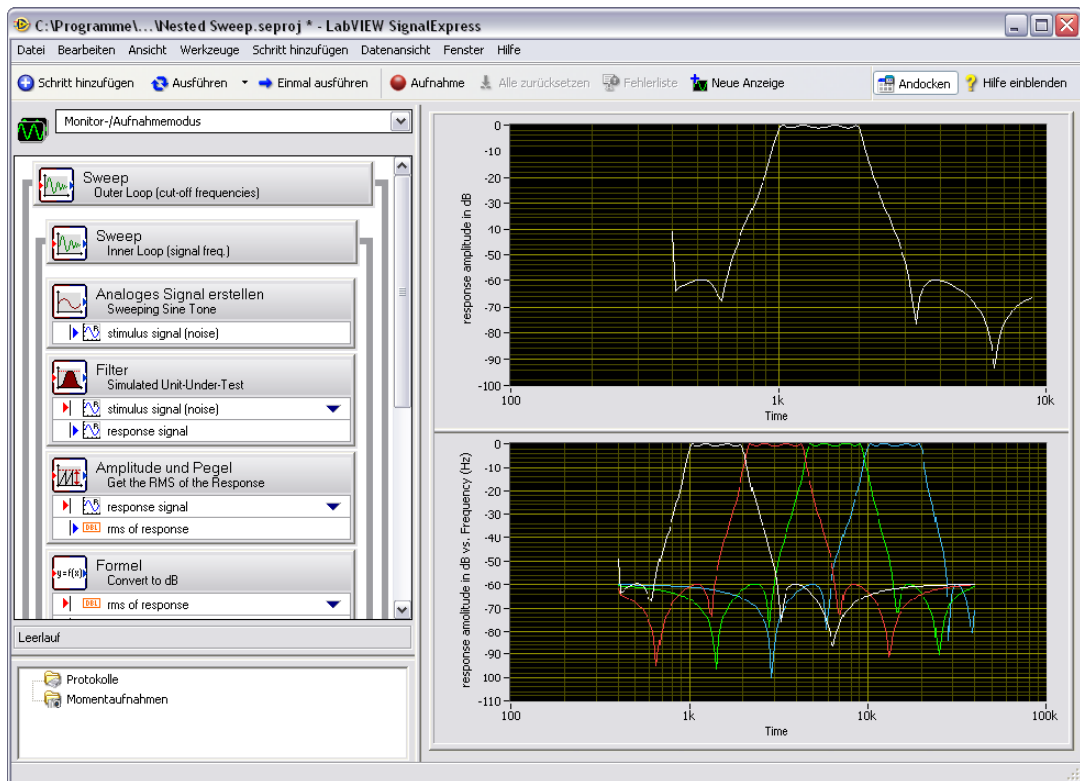 C:\Programme\...\Nested Sweep.seproj * - LabVIEW SignalExpress
Datei Bearbeiten Ansicht Werkzeuge Schritt hinzufügen Datenansicht Fenster Hilfe
Schritt hinzufügen Ausführen Einmal ausführen Aufnahme Alle zurücksetzen Fehlerliste Neue Anzeige Andocken Hilfe einblenden
Monitor-/Aufnahmemodus
Sweep
Outer Loop (cut-off frequencies)
Sweep
Inner Loop (signal freq.)
Analoges Signal erstellen
Sweeping Sine Tone
stimulus signal (noise)
Filter
Simulated Unit-Under-Test
stimulus signal (noise)
response signal
Amplitude und Pegel
Get the RMS of the Response
response signal
DBL rms of response
y=f(x)
Formel
Convert to dB
DBL rms of response
Leerlauf
Protokolle
Momentaufnahmen
response amplitude in dB
0
-10
-20
-30
-40
-50
-60
-70
-80
-90
-100
100 1k 10k
Time
response amoditude in dB vs. Frequency (Hz)
0
-10
-20
-30
-40
-50
-60
-70
-80
-90
100
-110
100 1k 10k 100k
Time